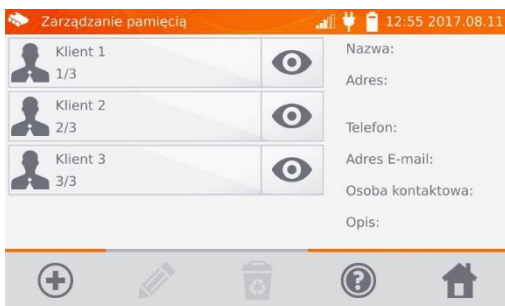 Zarządzanie pamięcią
12:55 2017.08.11
Klient 1
1/3
Klient 2
2/3
Klient 3
3/3
Nazwa:
Adres:
Telefon:
Adres E-mail:
Osoba kontaktowa:
Opis: